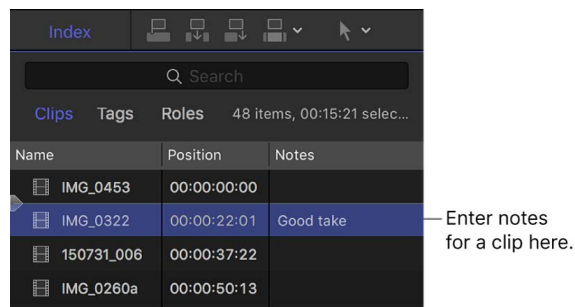 Index
Search
Clips Tags Roles 48 items, 00:15:21 selec...
Name Position Notes
IMG_0453 00:00:00:00
IMG_0322 00:00:22:01 Good take
150731_006 00:00:37:22
IMG_0260a 00:00:50:13
Enter notes
for a clip here.